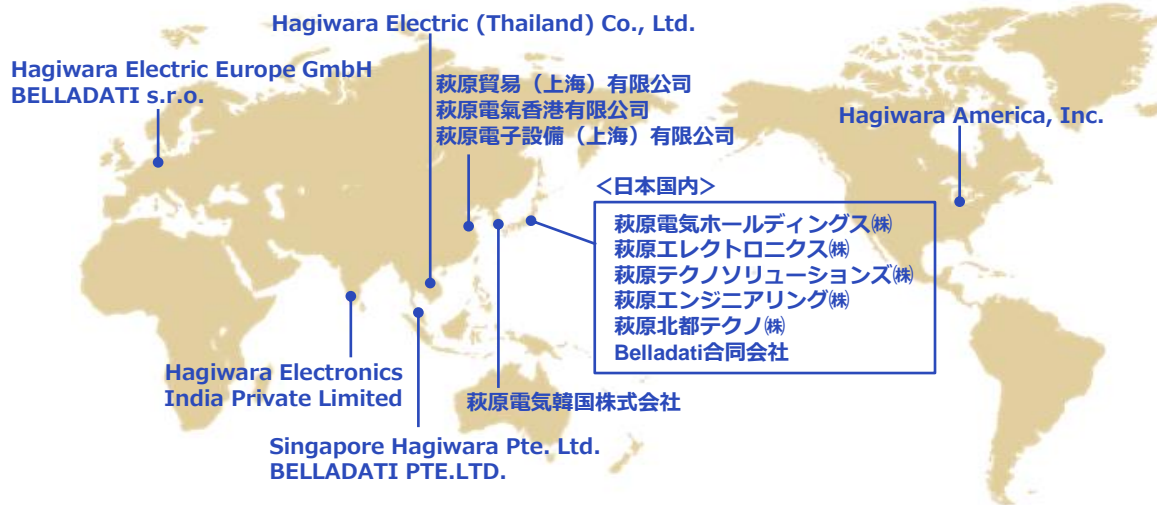 Hagiwara Electric (Thailand) Co., Ltd.
Hagiwara Electric Europe GmbH
BELLADATI s.r.o.
萩原貿易（上海）有限公司
萩原電氣香港有限公司
萩原電子設備（上海）有限公司
Hagiwara America, Inc.
＜日本国内＞
萩原電気ホールディングス㈱
萩原エレクトロニクス㈱
萩原テクノソリューションズ㈱
萩原エンジニアリング㈱
萩原北都テクノ㈱
Belladati合同会社
Hagiwara Electronics
India Private Limited
萩原電気韓国株式会社
Singapore Hagiwara Pte. Ltd.
BELLADATI PTE.LTD.